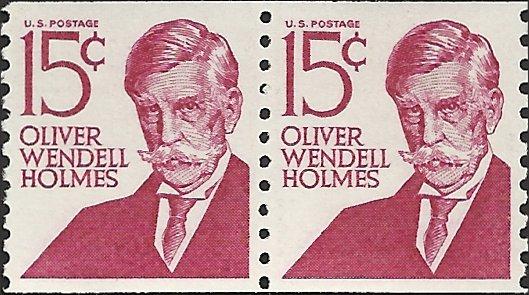 U.S. POSTAGE
15¢
OLIVER
WENDELL
HOLMES
U.S. POSTAGE
15¢
OLIVER
WENDELL
HOLMES